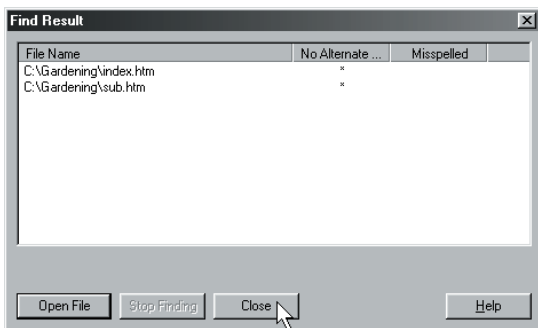 Find Result
File Name No Alternate ... Misspelled
C:\Gardening\index.htm *
C:\Gardening\sub.htm *
Open File Stop Finding Close Help